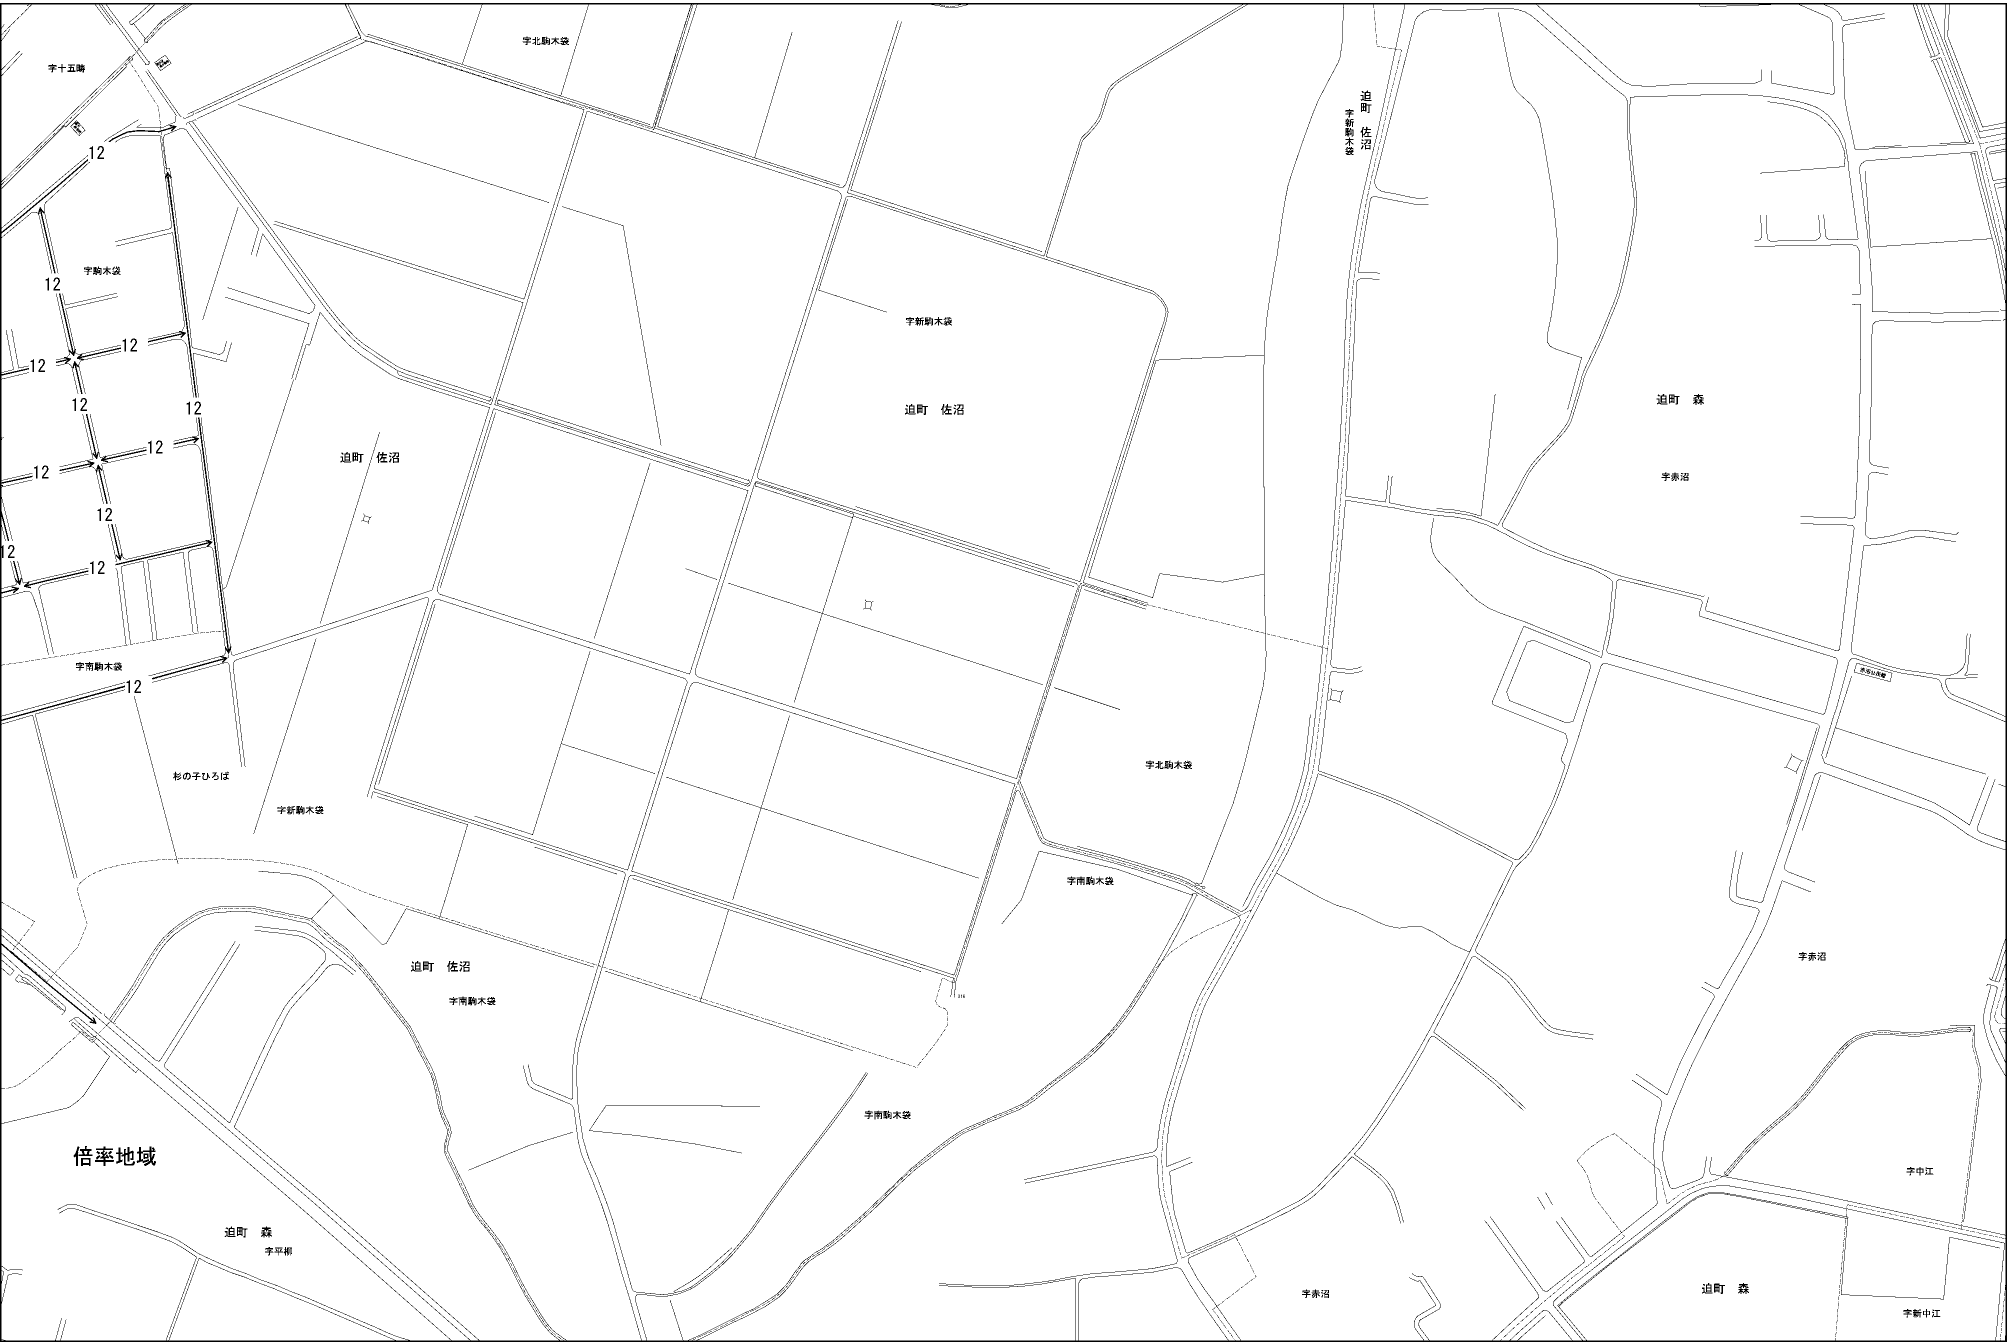 字北駒木袋
字十五畴
迫町 佐沼
字新駒木袋
12
字駒木袋
12
12
12
12
12
12
12
12
12
12
12
12
字新駒木袋
迫町 佐沼
迫町 森
迫町 佐沼
字赤沼
字南駒木袋
字北駒木袋
杉の子ひろば
字新駒木袋
字南駒木袋
字赤沼
迫町 佐沼
字南駒木袋
字南駒木袋
倍率地域
字中江
迫町 森
字平柳
字赤沼
迫町 森
字新中江